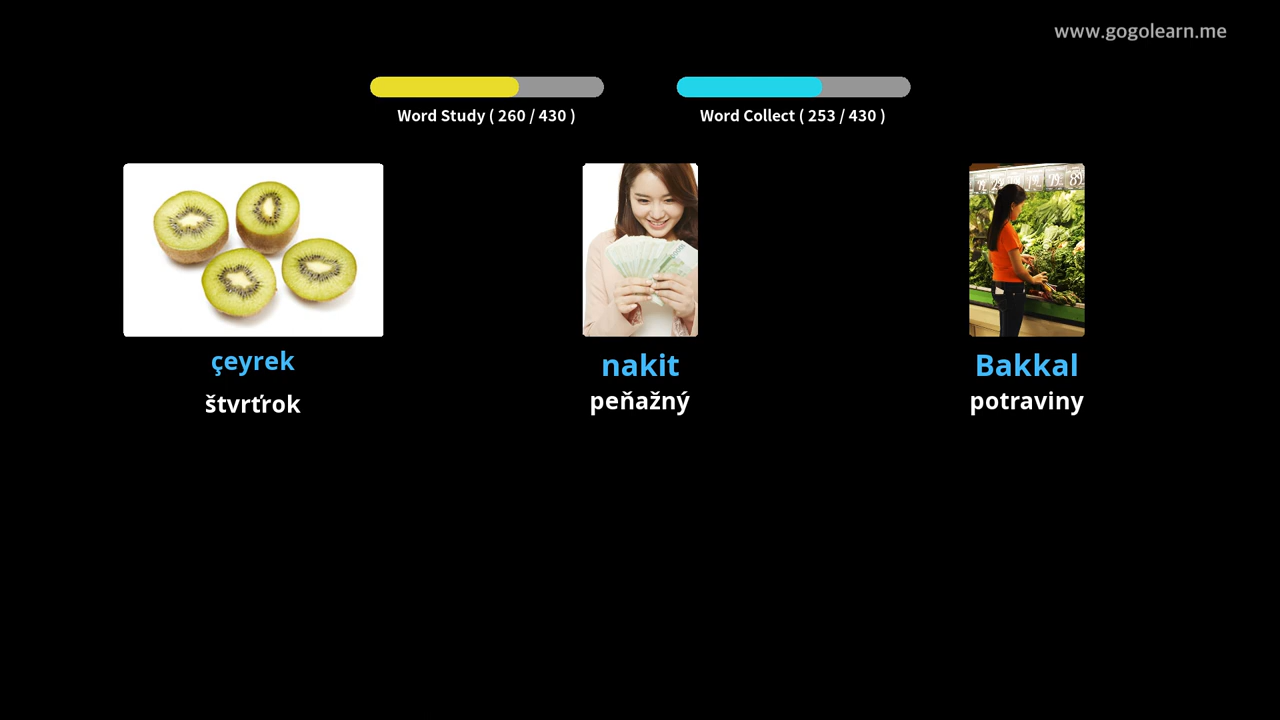 www.gogolearn.me
Word Study ( 260 / 430 )
Word Collect ( 253 / 430 )
çeyrek
štvrťrok
nakit
peňažný
Bakkal
potraviny